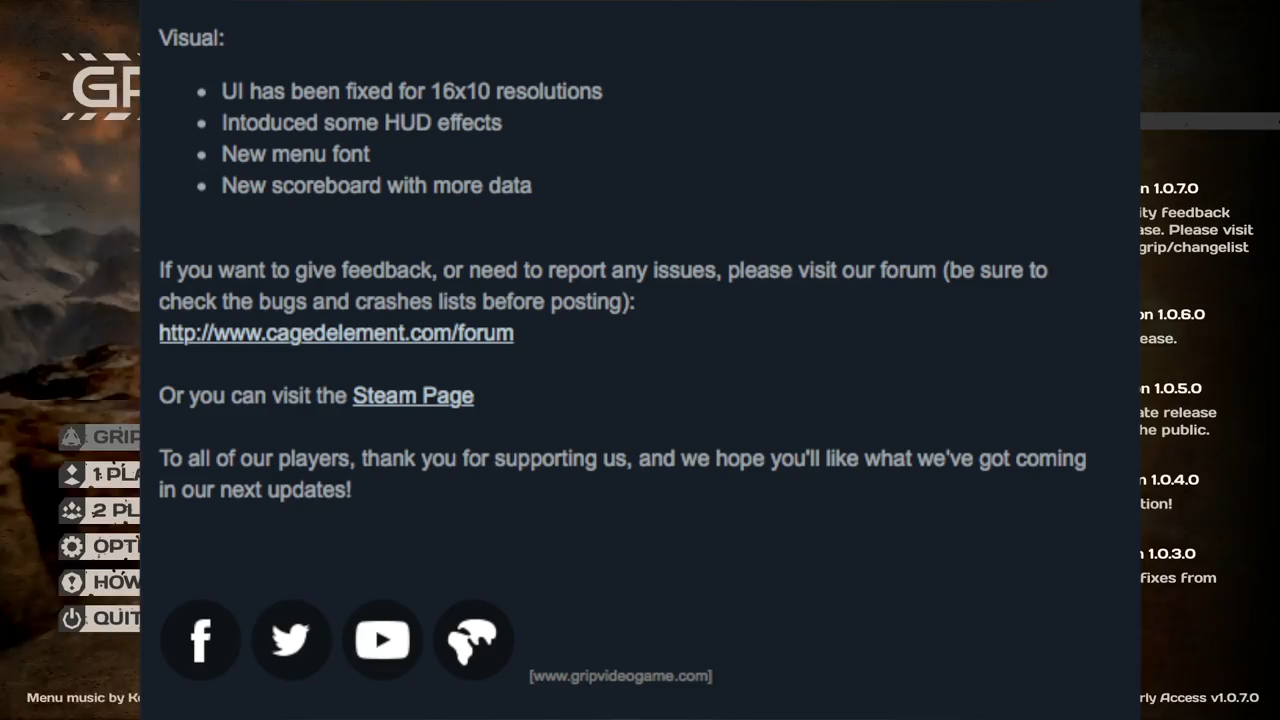 Visual:
UI has been fixed for 16x10 resolutions
Intoduced some HUD effects
New menu font
New scoreboard with more data
If you want to give feedback, or need to report any issues, please visit our forum (be sure to
check the bugs and crashes lists before posting):
http://www.cagedelement.com/forum
Or you can visit the Steam Page
To all of our players, thank you for supporting us, and we hope you'll like what we've got coming
in our next updates!
[www.gripvideogame.com]
GRIP
1 PLA
2 PL
OPTI
HOW
QUIT
Menu music by
n 1.0.7.0
ity feedback
ase. Please visit
grip/changelist
on 1.0.6.0
ease.
on 1.0.5.0
ate release
he public.
n 1.0.4.0
tion!
n 1.0.3.0
fixes from
rly Access v1.0.7.0